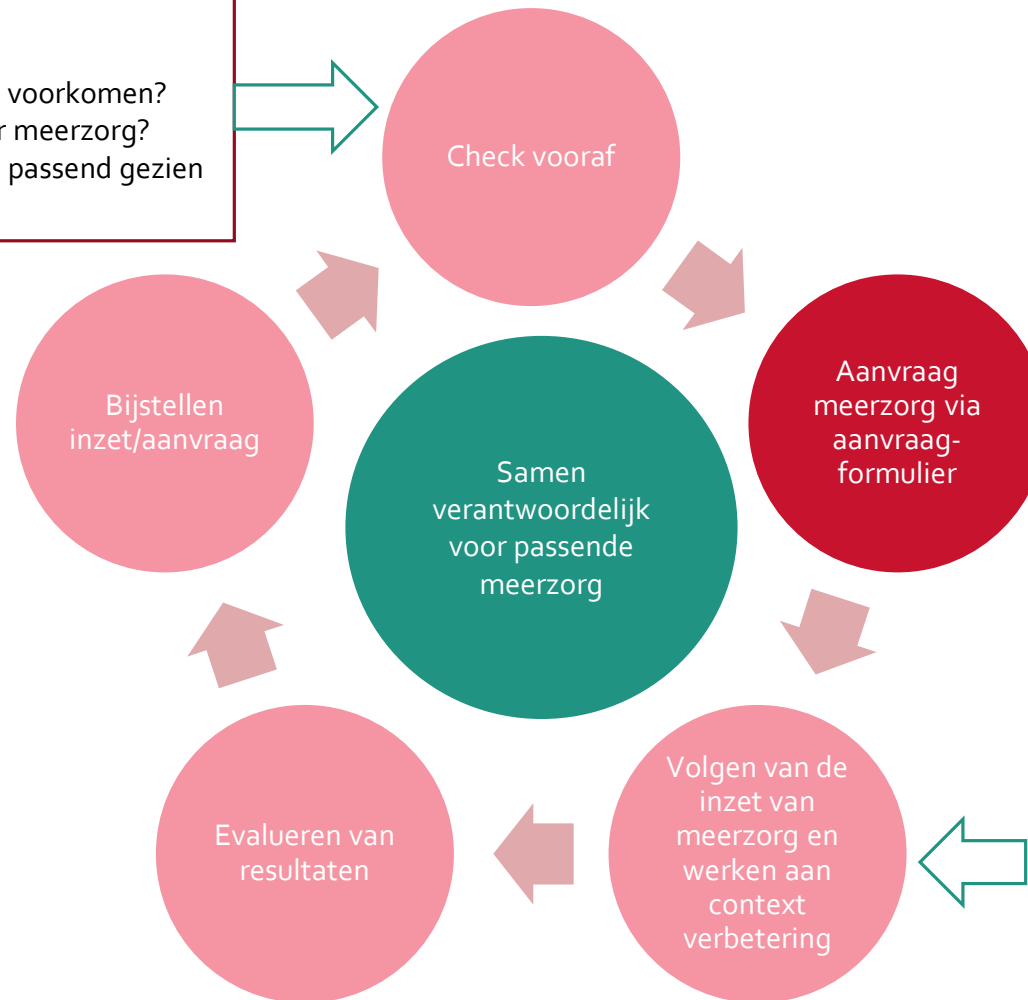 voorkomen?
r meerzorg?
passend gezien
Check vooraf
Aanvraag
meerzorg via
aanvraag-
formulier
Bijstellen
inzet/aanvraag
Samen
verantwoordelijk
voor passende
meerzorg
Volgen van de
inzet van
meerzorg en
werken aan
context
verbetering
Evalueren van
resultaten